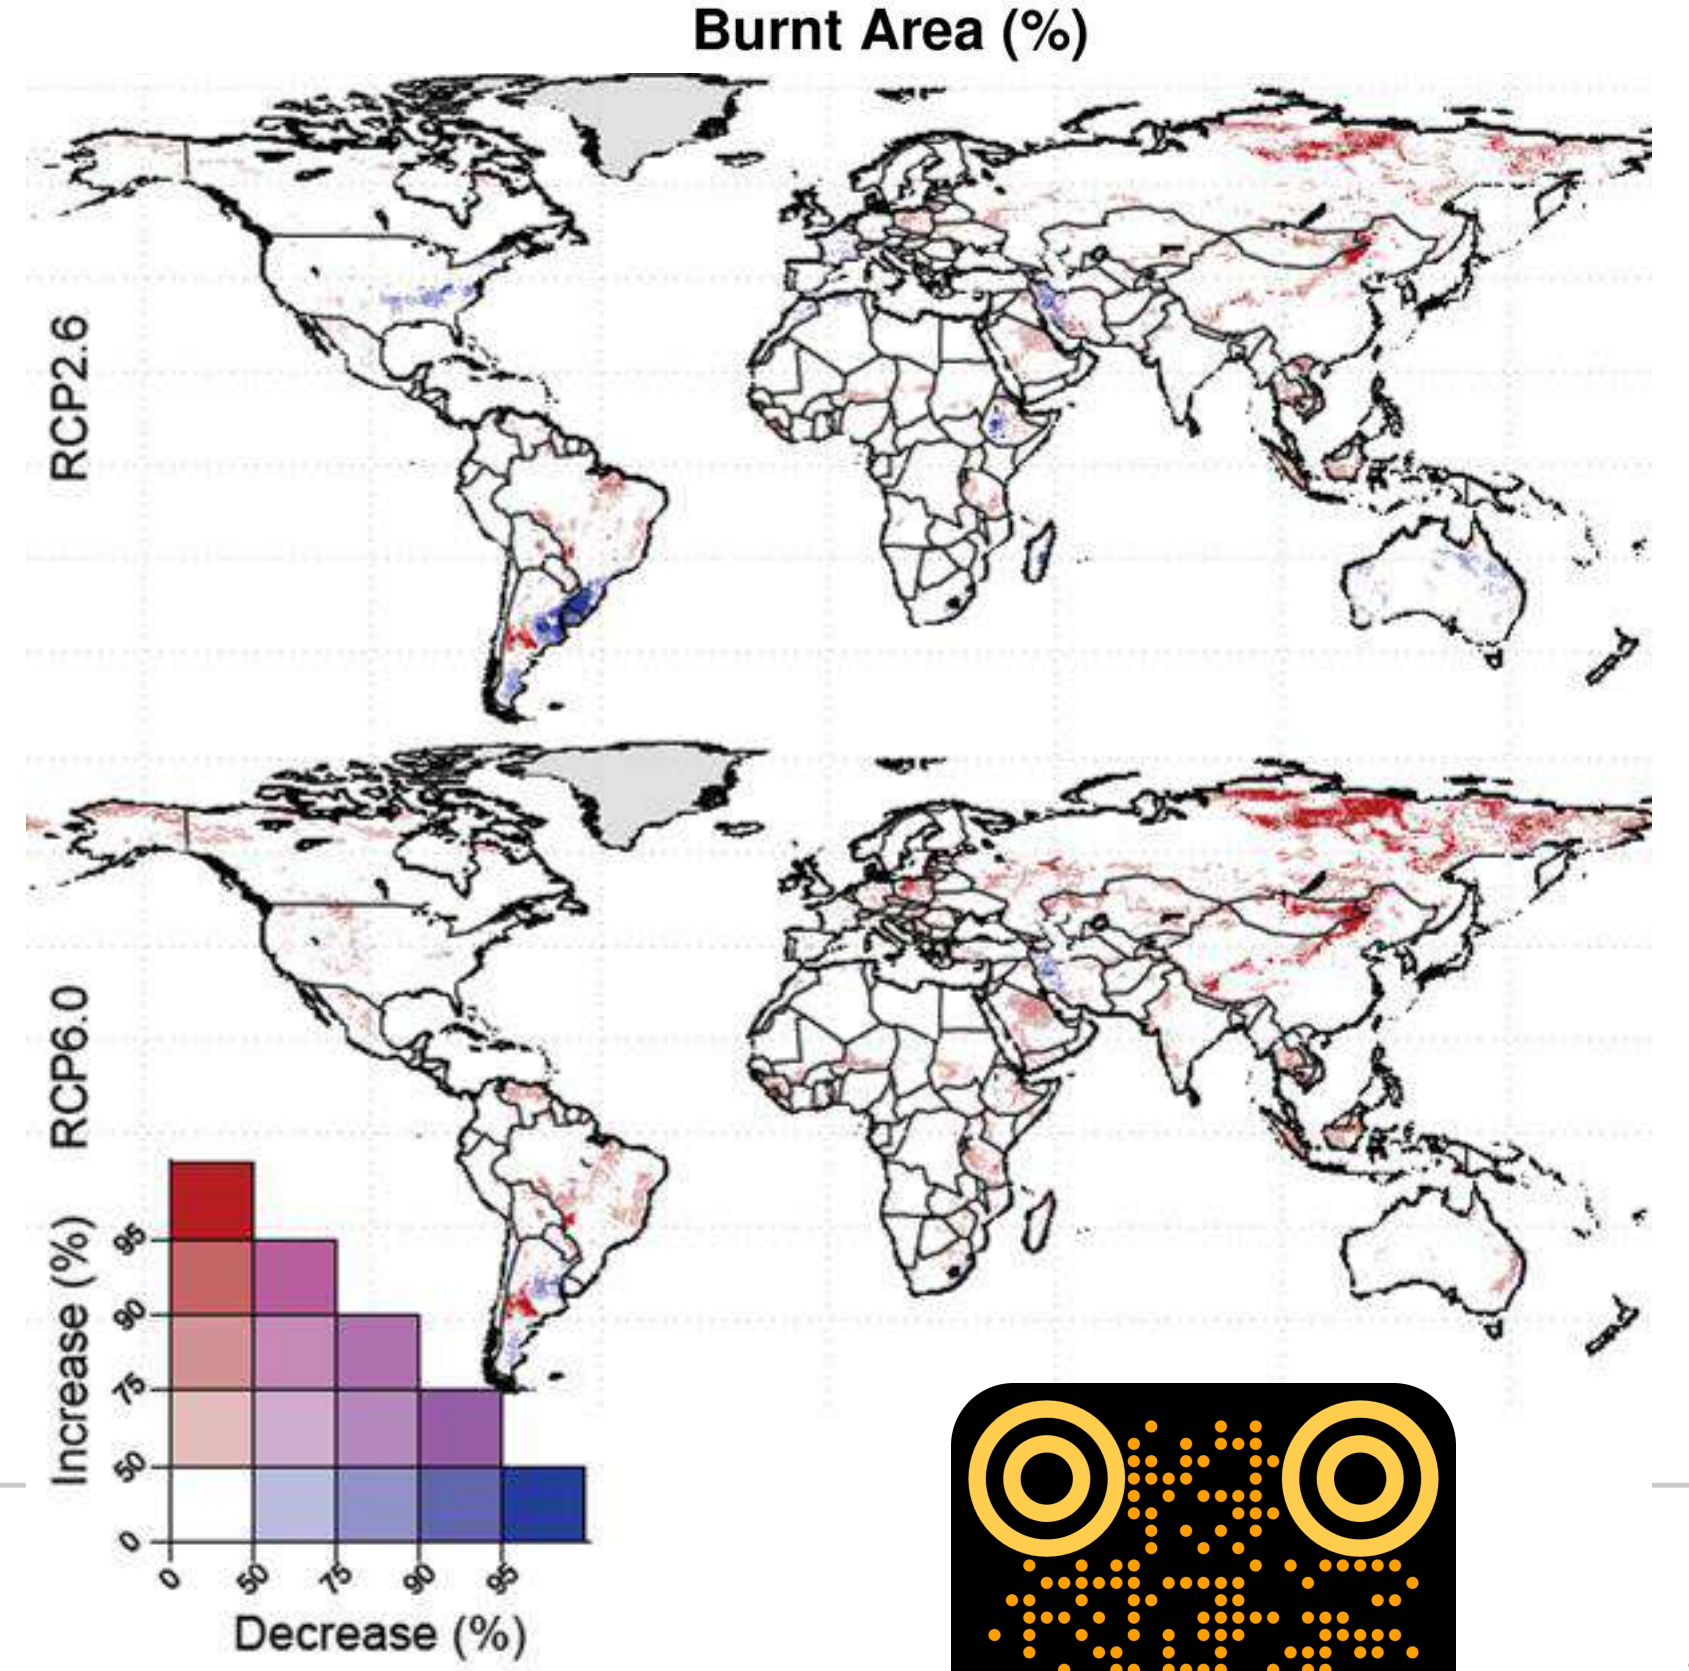 Burnt Area (%)
RCP2.6
RCP6.0
Increase (%)
95
90
75
50
0
0 50 75 90 95
Decrease (%)